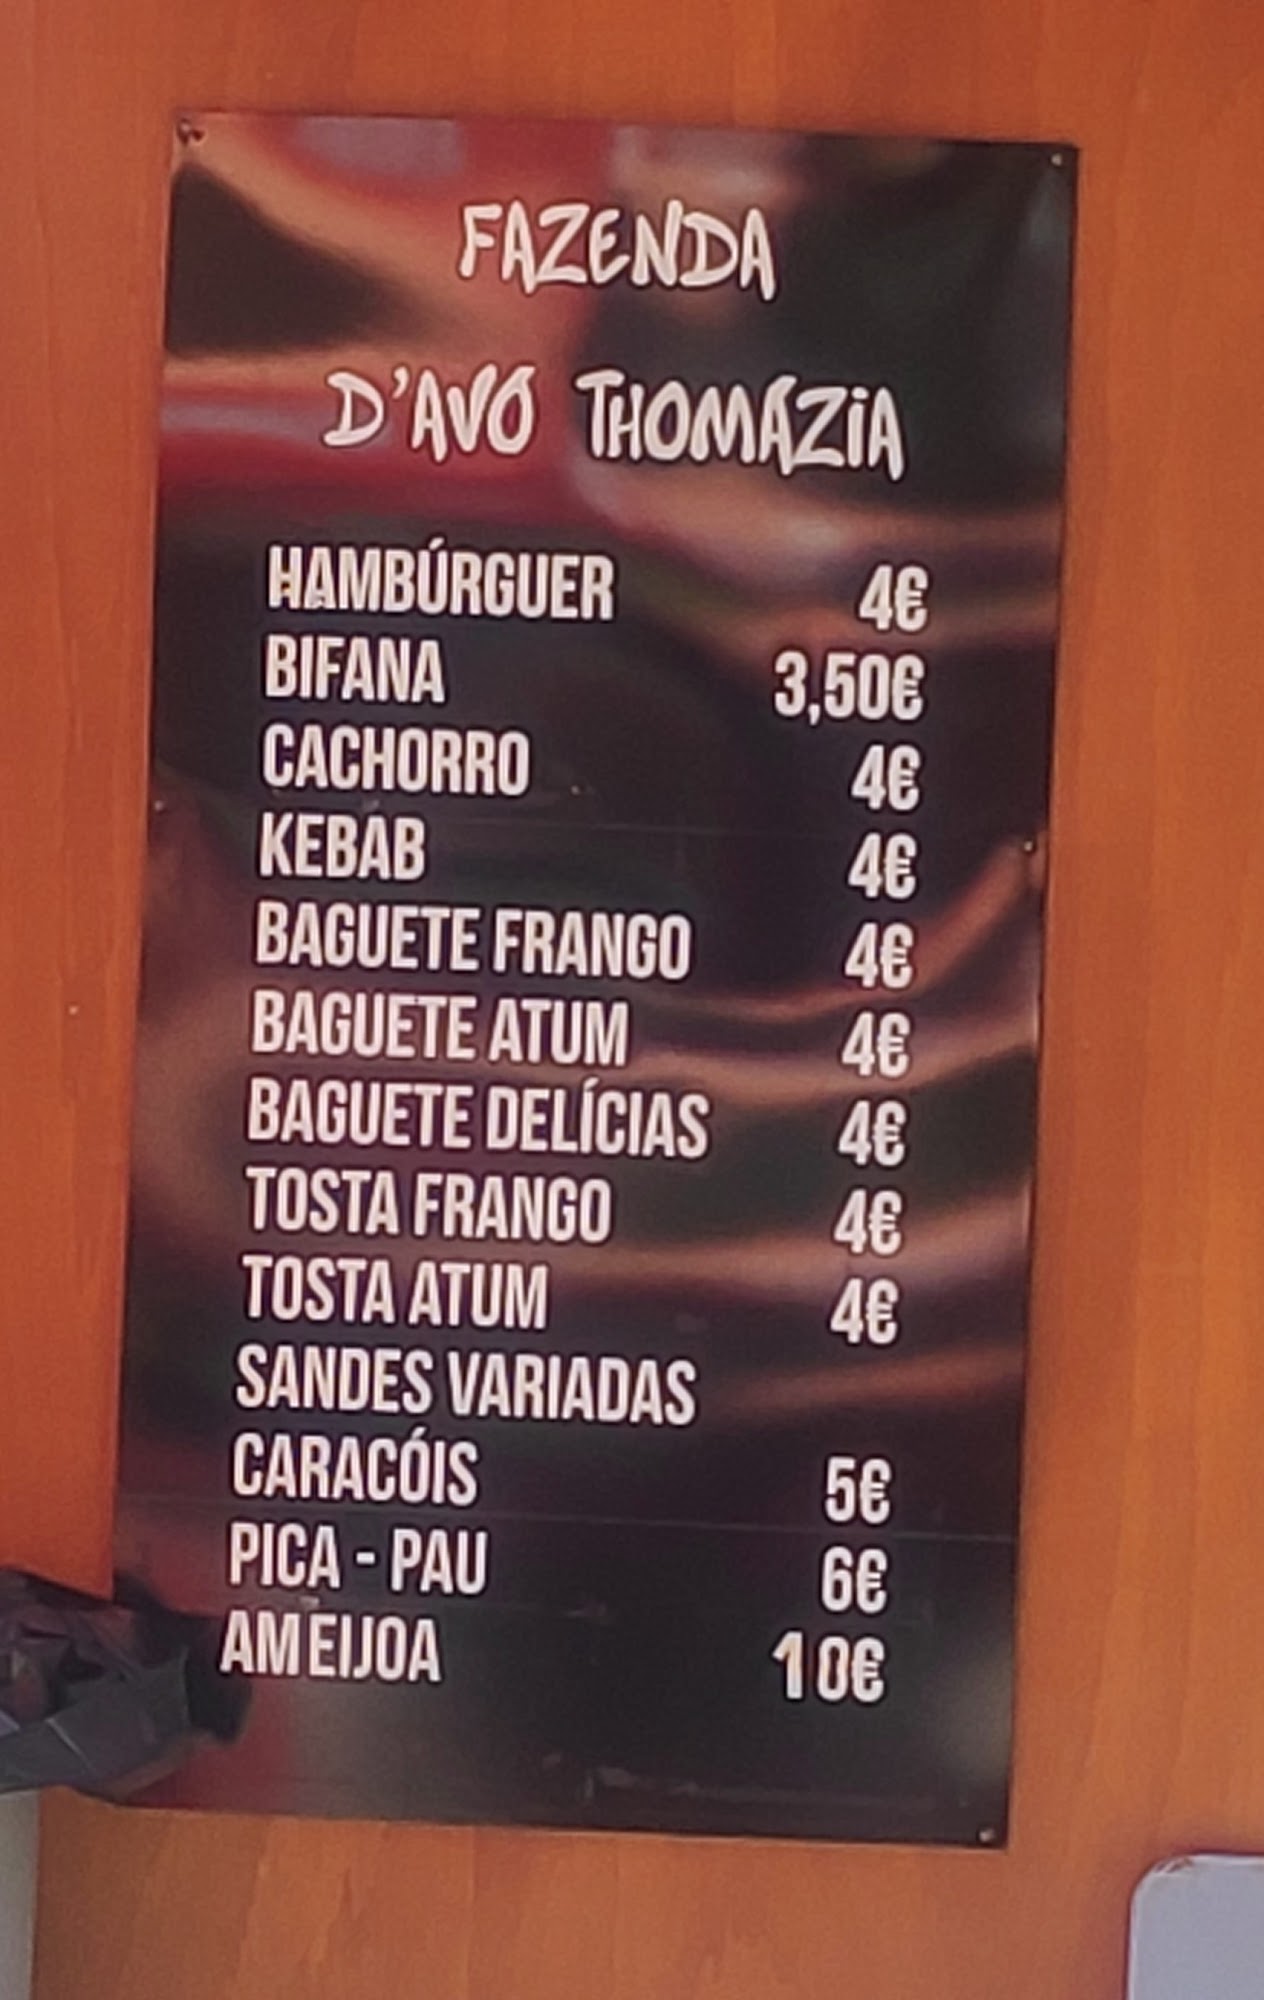 FAZENDA
D'AVÓ THOMÁZIA
HAMBÚRGUER 4€
BIFANA 3,50€
CACHORRO 4€
KEBAB 4€
BAGUETE FRANGO 4€
BAGUETE ATUM 4€
BAGUETE DELÍCIAS 4€
TOSTA FRANGO 4€
TOSTA ATUM 4€
SANDES VARIADAS
CARACÓIS 5€
PICA - PAU 6€
AMEIJOA 10€